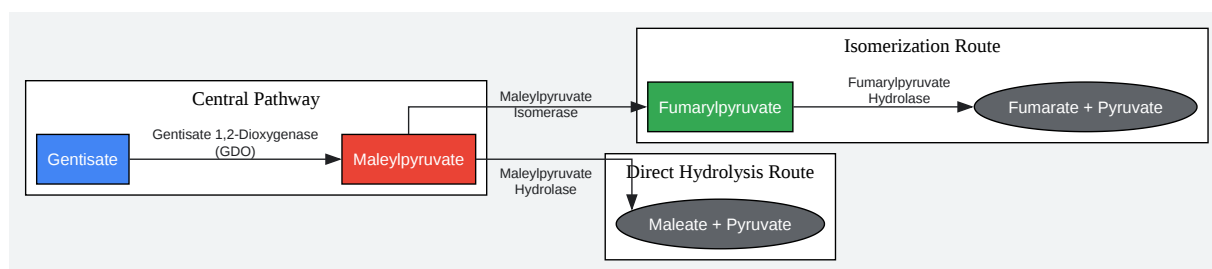 Isomerization Route
Central Pathway
Gentisate
Gentisate 1,2-Dioxygenase
(GDO)
Maleylpyruvate
Maleylpyruvate
Isomerase
Fumarylpyruvate
Fumarylpyruvate
Hydrolase
Fumarate + Pyruvate
Maleylpyruvate
Hydrolase
Direct Hydrolysis Route
Maleate + Pyruvate